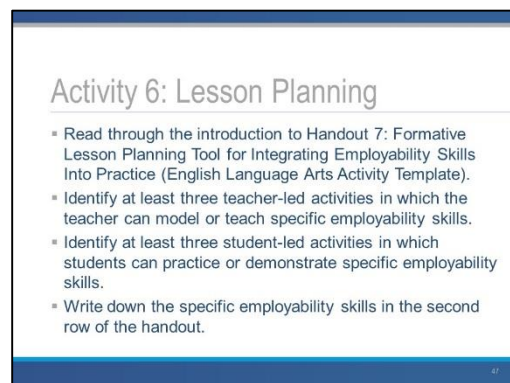 Activity 6: Lesson Planning
▪ Read through the introduction to Handout 7: Formative
Lesson Planning Tool for Integrating Employability Skills
Into Practice (English Language Arts Activity Template).
▪ Identify at least three teacher-led activities in which the
teacher can model or teach specific employability skills.
▪ Identify at least three student-led activities in which
students can practice or demonstrate specific employability
skills.
▪ Write down the specific employability skills in the second
row of the handout.
47